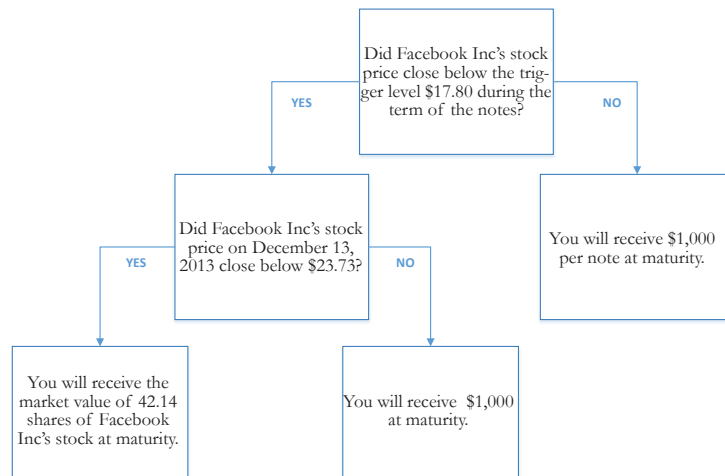 Did Facebook Inc's stock
price close below the trig-
ger level $17.80 during the
term of the notes?
YES
NO
Did Facebook Inc's stock
price on December 13,
2013 close below $23.73?
You will receive $1,000
per note at maturity.
YES
NO
You will receive the
market value of 42.14
shares of Facebook
Inc's stock at maturity.
You will receive $1,000
at maturity.